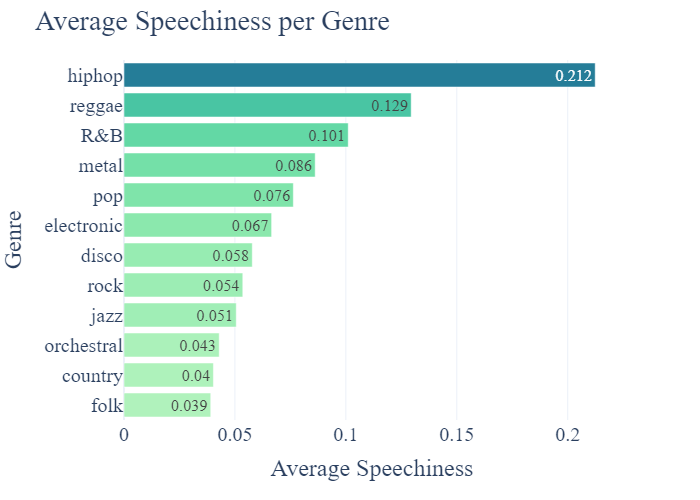 Average Speechiness per Genre
hiphop 0.212
reggae 0.129
R&B 0.101
metal 0.086
pop 0.076
electronic 0.067
disco 0.058
rock 0.054
jazz 0.051
orchestral 0.043
country 0.04
folk 0.039
0 0.05 0.1 0.15 0.2
Average Speechiness
Genre